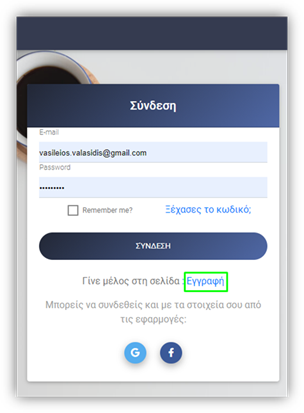 Σύνδεση
E-mail
vasileios.valasidis@gmail.com
Password
•••••••••
Remember me?
Ξέχασες το κωδικό;
ΣΎΝΔΕΣΗ
Γίνε μέλος στη σελίδα : Εγγραφή
Μπορείς να συνδεθείς και με τα στοιχεία σου από
τις εφαρμογές:
G f